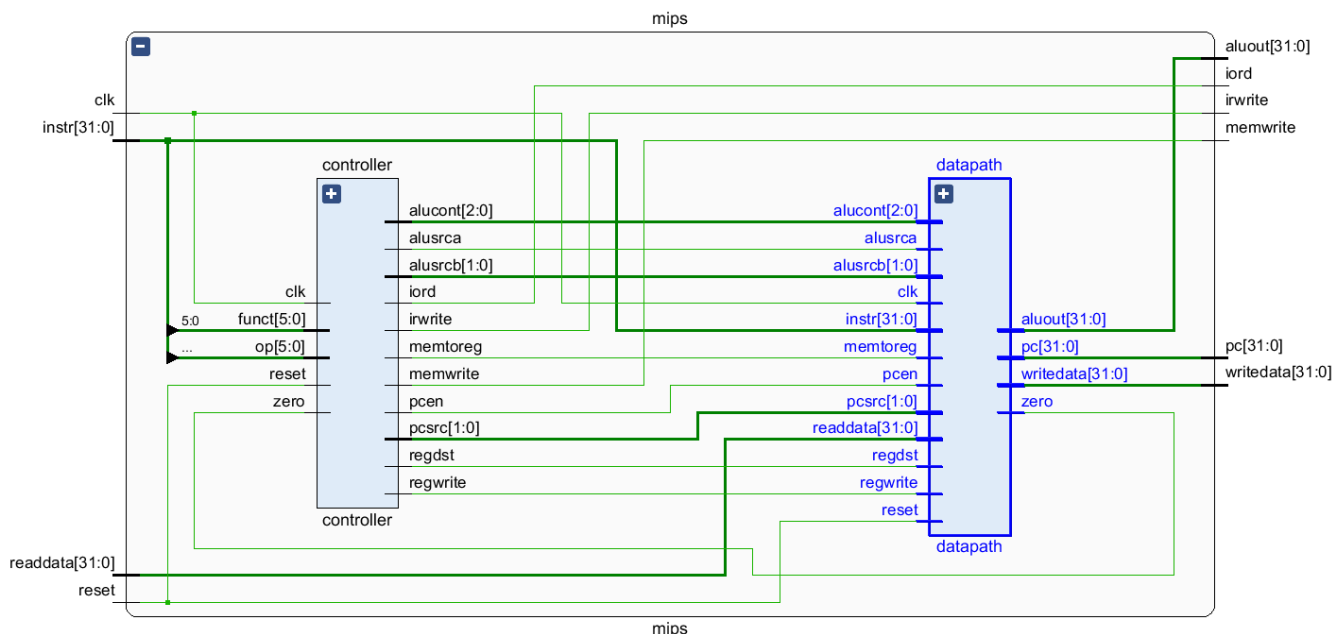 mips
aluout[31:0]
iord
clk
irwrite
instr[31:0]
memwrite
controller
datapath
alucont[2:0]
alucont[2:0]
alusrca
alusrca
alusrcb[1:0]
alusrcb[1:0]
clk
iord
clk
5:0
funct[5:0]
irwrite
instr[31:0]
aluout[31:0]
...
op[5:0]
memtoreg
memtoreg
pc[31:0]
pc[31:0]
reset
memwrite
pcen
writedata[31:0]
writedata[31:0]
zero
pcen
pcsrc[1:0]
zero
pcsrc[1:0]
readdata[31:0]
regdst
regdst
regwrite
regwrite
reset
controller
datapath
readdata[31:0]
reset
mips